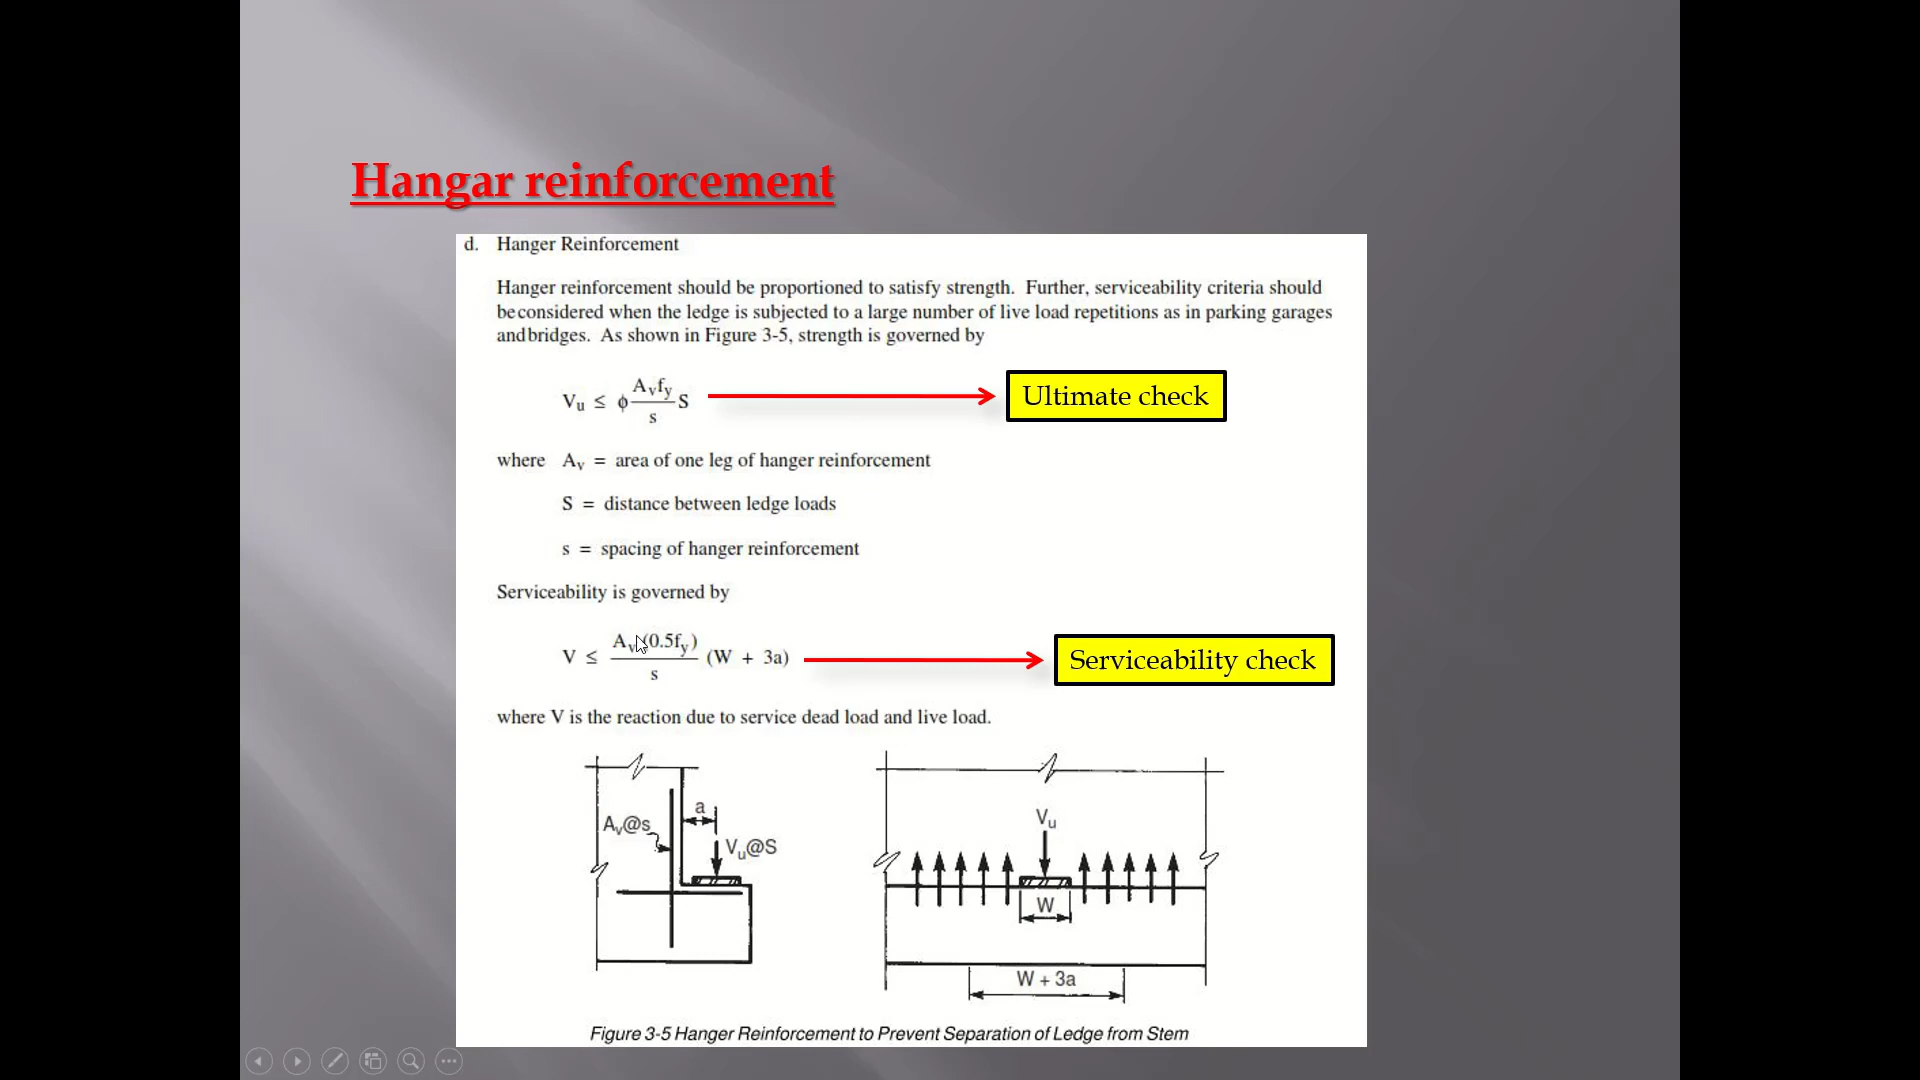 Hangar reinforcement
d. Hanger Reinforcement
Hanger reinforcement should be proportioned to satisfy strength. Further, serviceability criteria should
be considered when the ledge is subjected to a large number of live load repetitions as in parking garages
and bridges. As shown in Figure 3-5, strength is governed by
Vu ≤ ϕ Avfy / s S
Ultimate check
where Av = area of one leg of hanger reinforcement
S = distance between ledge loads
s = spacing of hanger reinforcement
Serviceability is governed by
V ≤ Av(0.5fy) / s (W + 3a)
Serviceability check
where V is the reaction due to service dead load and live load.
a
Av@s
Vu@S
Vu
W
W + 3a
Figure 3-5 Hanger Reinforcement to Prevent Separation of Ledge from Stem